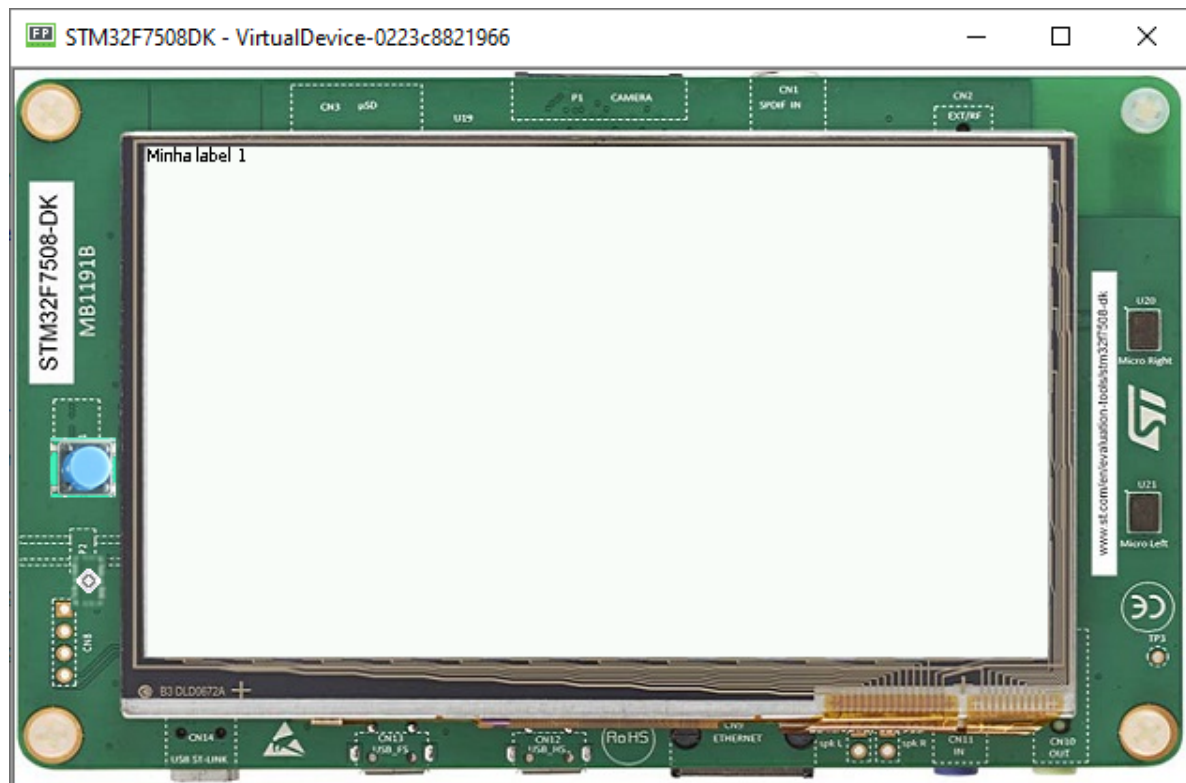 STM32F7508DK - VirtualDevice-0223c8821966
CN3 µSD
U19
P1 CAMERA
CN1
SPDIF IN
CN2
EXT/RF
Minha label 1
STM32F7508-DK
MB1191B
U20
Micro Right
www.st.com/en/evaluation-tools/stm32f7508-dk
U21
Micro Left
P2
CN8
CE
TP3
B3 DLD0672A
CN14
USB ST-LINK
CN13
USB_FS
CN12
USB_HS
RoHS
CN9
ETHERNET
spk L
spk R
CN11
IN
CN10
OUT